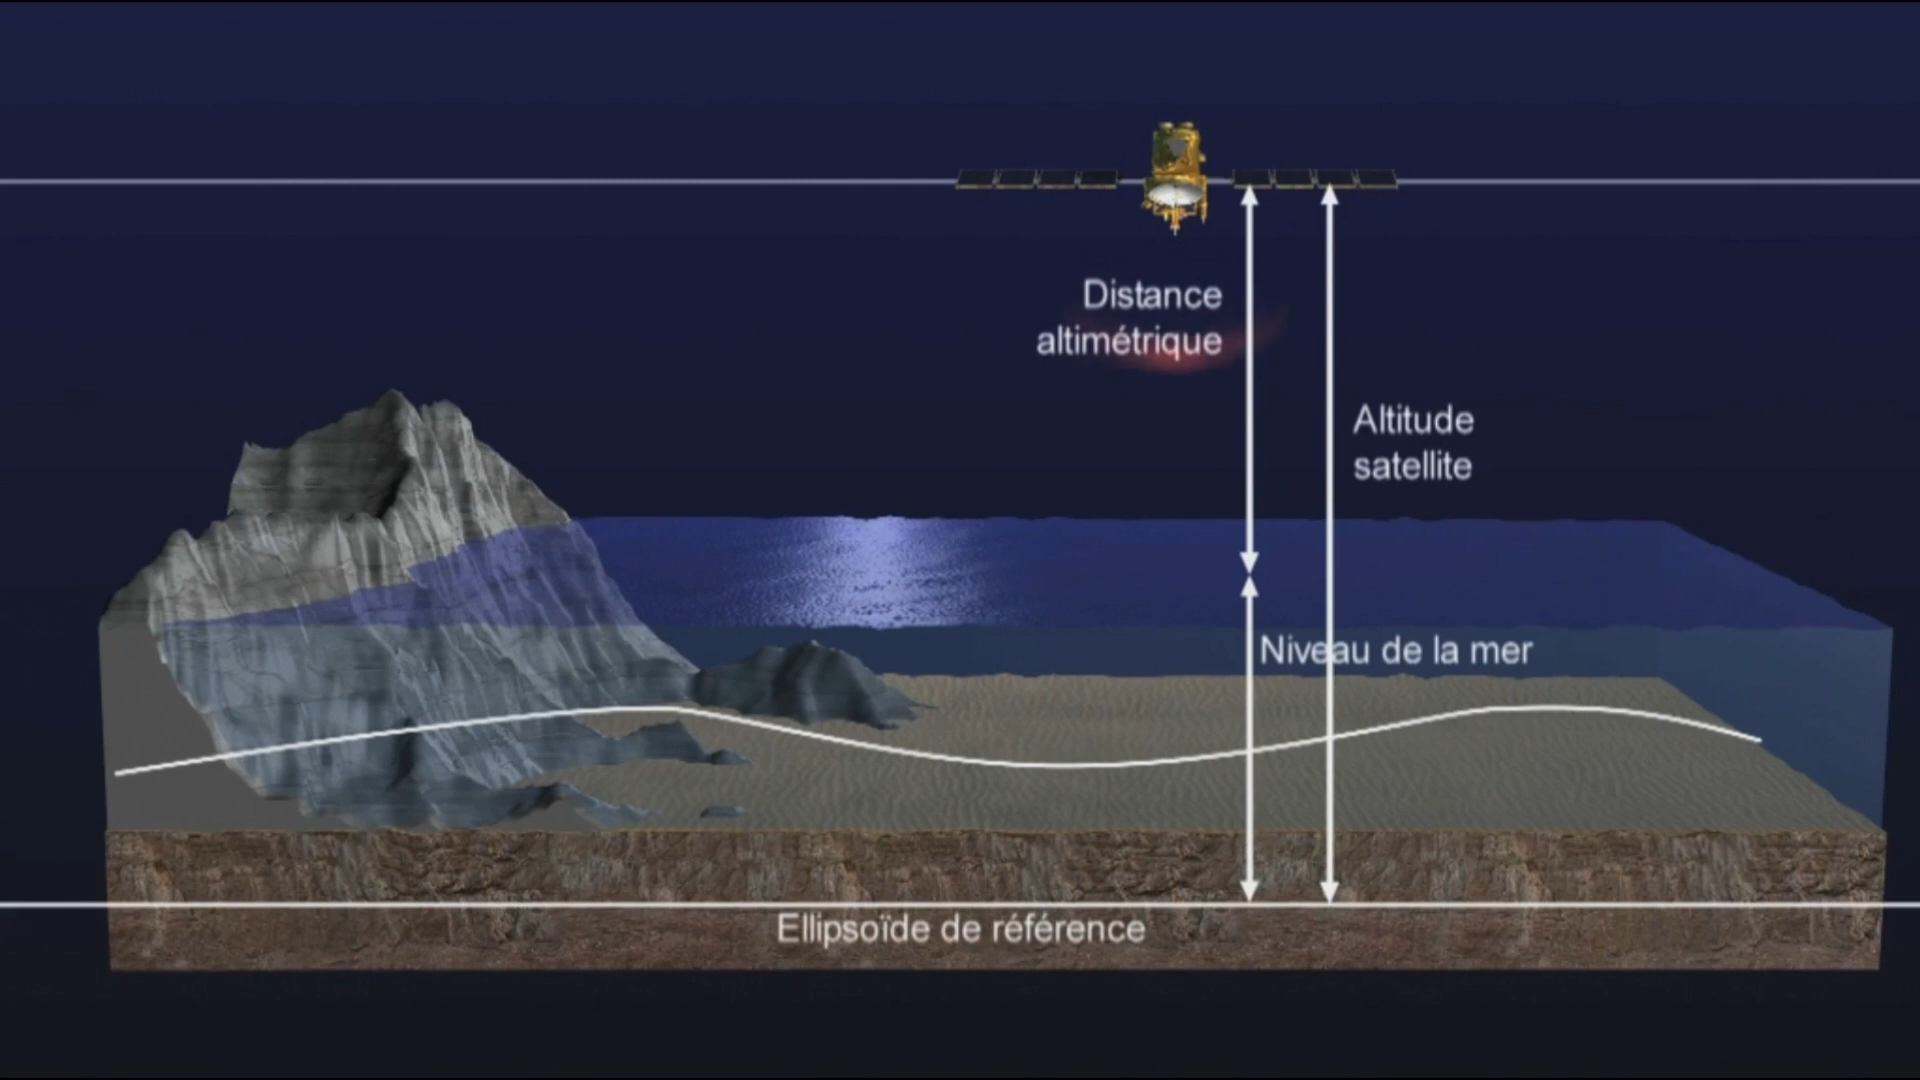 Distance
altimétrique
Altitude
satellite
Niveau de la mer
Ellipsoïde de référence